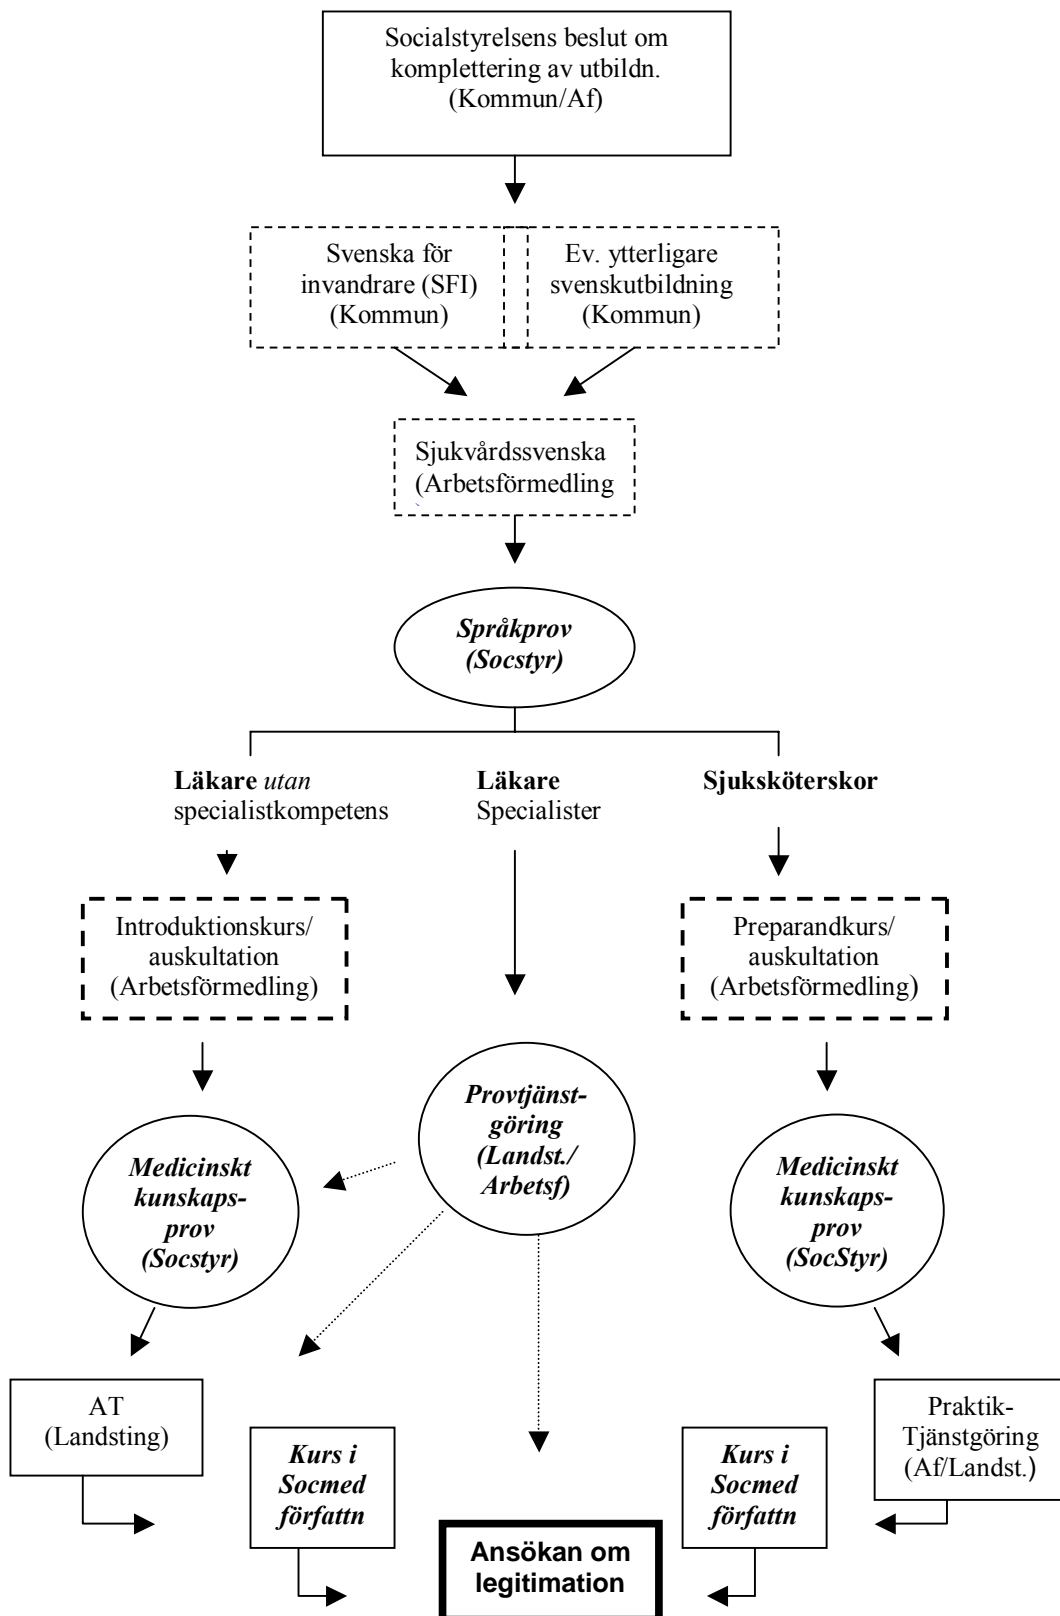 Socialstyrelsens beslut om
komplettering av utbildn.
(Kommun/Af)
Svenska för
invandrare (SFI)
(Kommun)
Ev. ytterligare
svenskutbildning
(Kommun)
Sjukvårdssvenska
(Arbetsförmedling
Språkprov
(Socstyr)
Läkare utan
specialistkompetens
Läkare
Specialister
Sjuksköterskor
Introduktionskurs/
auskultation
(Arbetsförmedling)
Preparandkurs/
auskultation
(Arbetsförmedling)
Provtjänst-
göring
(Landst./
Arbetsf)
Medicinskt
kunskaps-
prov
(Socstyr)
Medicinskt
kunskaps-
prov
(SocStyr)
AT
(Landsting)
Praktik-
Tjänstgöring
(Af/Landst.)
Kurs i
Socmed
författn
Kurs i
Socmed
författn
Ansökan om
legitimation